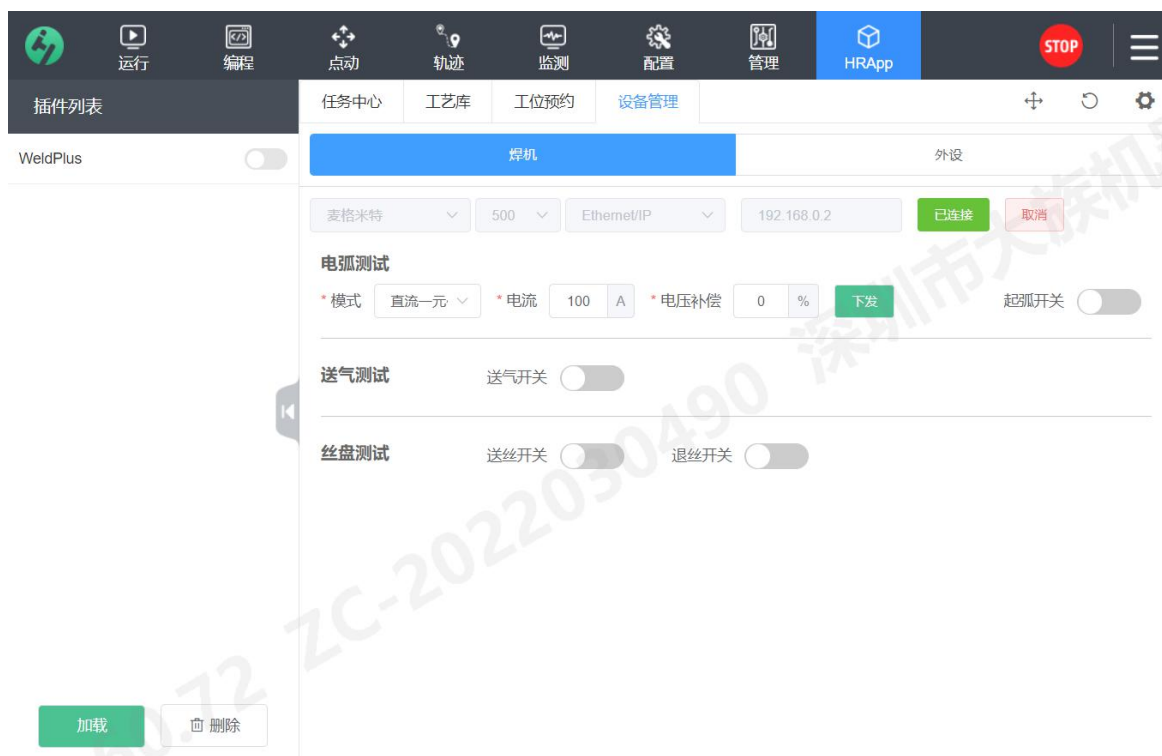 运行 编程 点动 轨迹 监测 配置 管理 HRApp STOP
插件列表
任务中心 工艺库 工位预约 设备管理
WeldPlus
焊机 外设
麦格米特 500 Ethernet/IP 192.168.0.2 已连接 取消
电弧测试
*模式 直流一元 *电流 100 A *电压补偿 0 % 下发 起弧开关
送气测试 送气开关
丝盘测试 送丝开关 退丝开关
加载 删除
60.72 ZC-2022030490 深圳市大族机